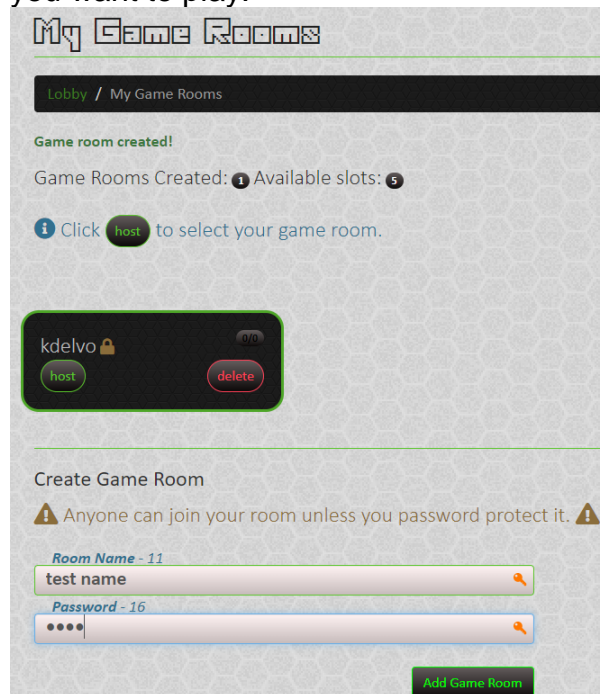 you want to play.
My Game Rooms
Lobby / My Game Rooms
Game room created!
Game Rooms Created: 1 Available slots: 5
Click host to select your game room.
kdelvo 0/0
host delete
Create Game Room
Anyone can join your room unless you password protect it.
Room Name - 11
test name
Password - 16
••••
Add Game Room